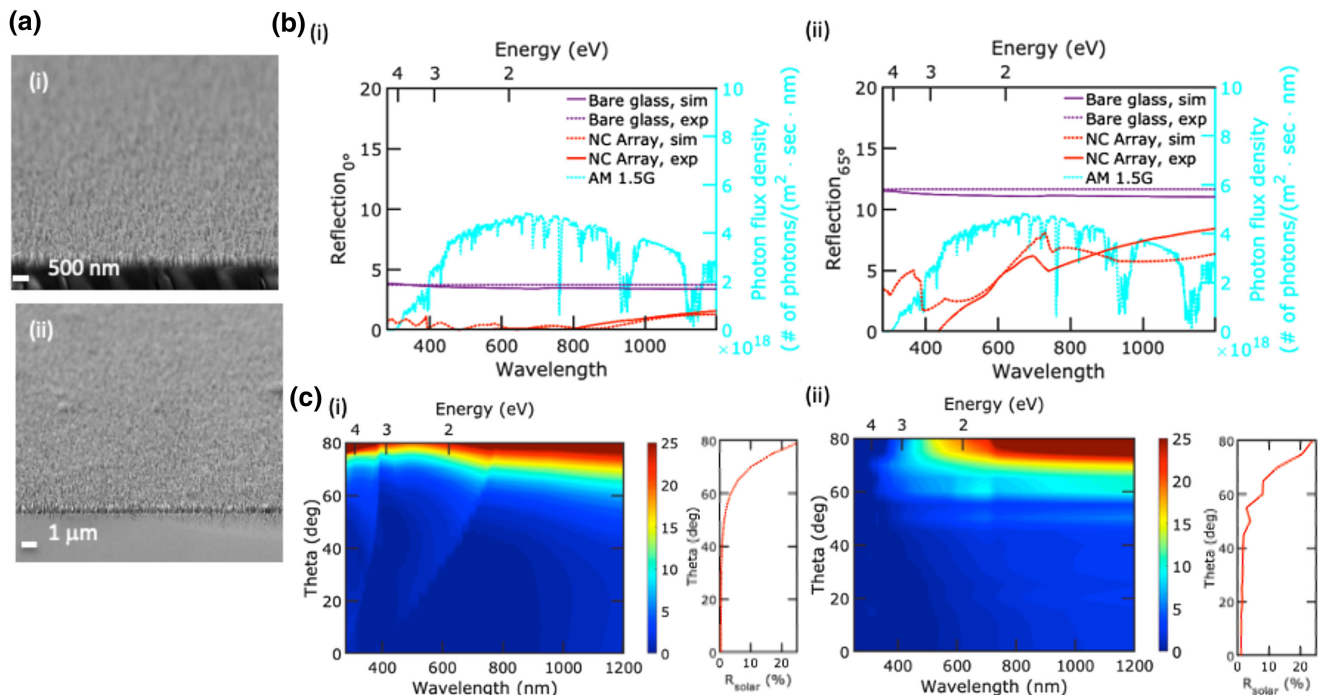 (a)
(i)
500 nm
(ii)
1 μm
(b)
(i)
Energy (eV)
4 3 2
20
15
10
5
0
Reflection0°
Bare glass, sim
Bare glass, exp
NC Array, sim
NC Array, exp
AM 1.5G
10
8
6
4
2
0
×10^18
Photon flux density
(# of photons/(m² · sec · nm)
400 600 800 1000
Wavelength
(ii)
Energy (eV)
4 3 2
20
15
10
5
0
Reflection65°
Bare glass, sim
Bare glass, exp
NC Array, sim
NC Array, exp
AM 1.5G
10
8
6
4
2
0
×10^18
Photon flux density
(# of photons/(m² · sec · nm)
400 600 800 1000
Wavelength
(c)
(i)
Energy (eV)
4 3 2
80
60
40
20
0
Theta (deg)
400 600 800 1000 1200
Wavelength (nm)
25
20
15
10
5
0
80
60
40
20
0
Theta (deg)
0 10 20
Rsolar (%)
(ii)
Energy (eV)
4 3 2
80
60
40
20
0
Theta (deg)
400 600 800 1000 1200
Wavelength (nm)
25
20
15
10
5
0
80
60
40
20
0
Theta (deg)
0 10 20
Rsolar (%)